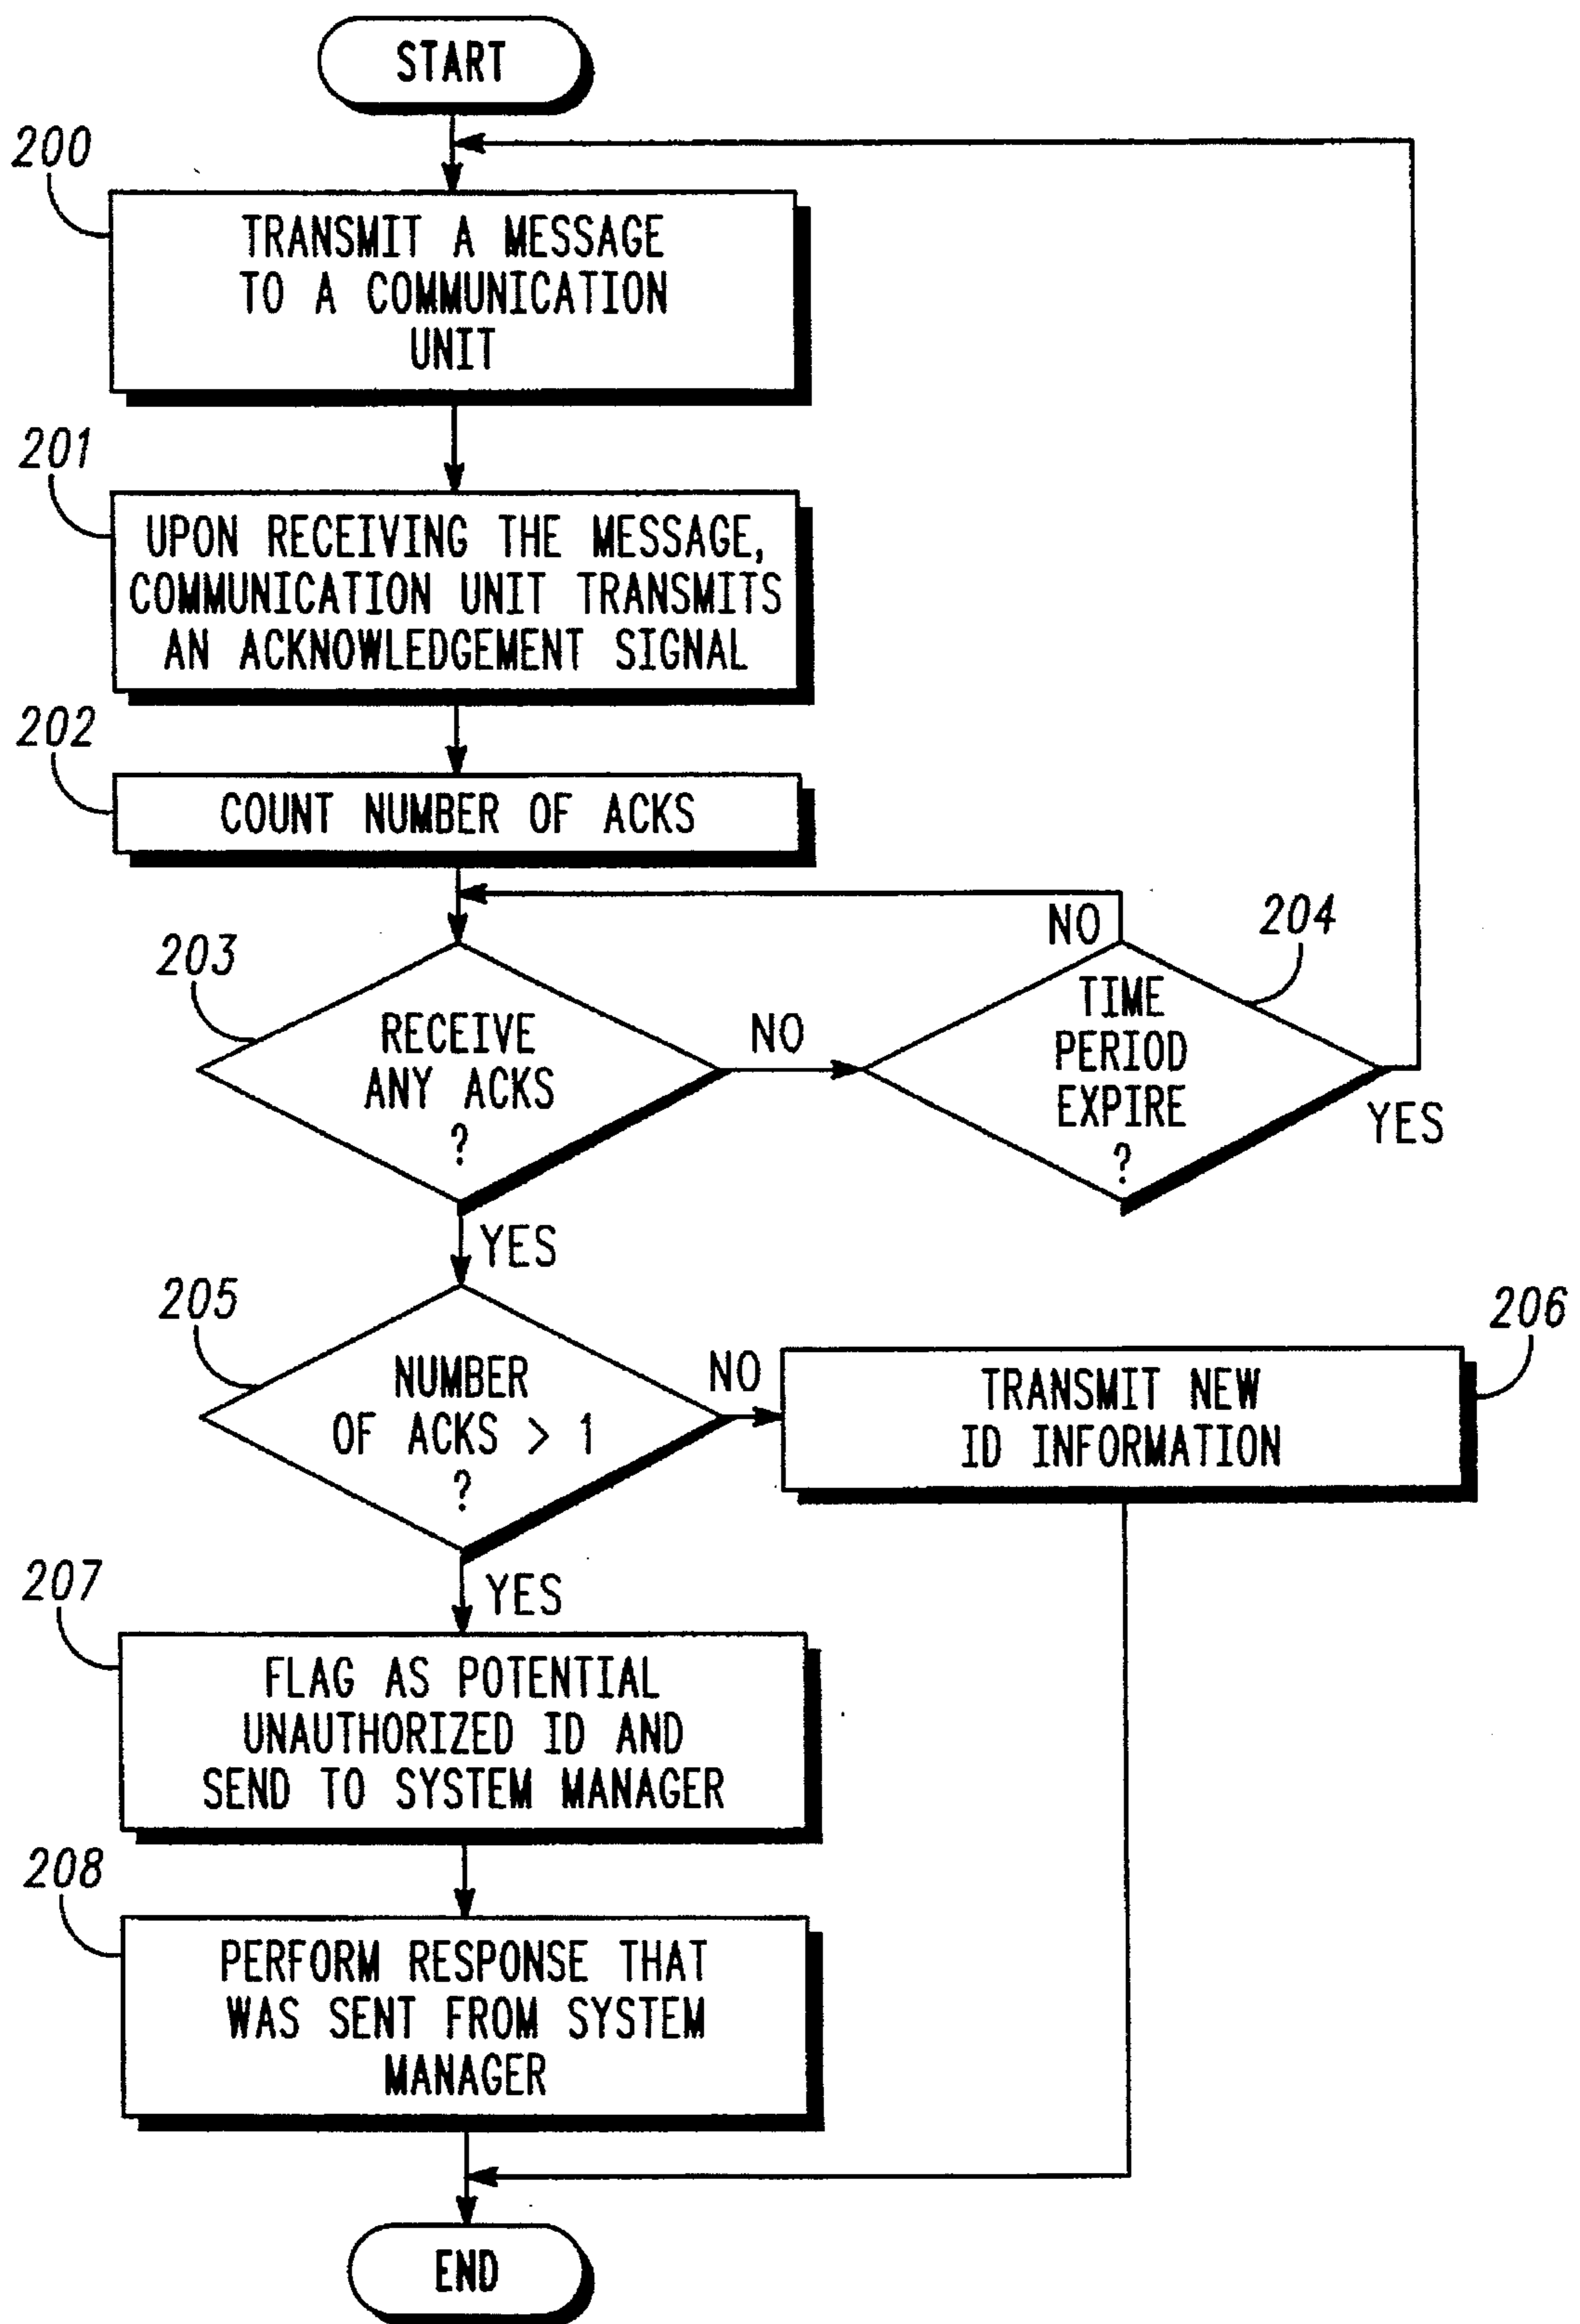 START
200
TRANSMIT A MESSAGE
TO A COMMUNICATION
UNIT
201
UPON RECEIVING THE MESSAGE,
COMMUNICATION UNIT TRANSMITS
AN ACKNOWLEDGEMENT SIGNAL
202
COUNT NUMBER OF ACKS
203
RECEIVE
ANY ACKS
?
NO
YES
204
TIME
PERIOD
EXPIRE
?
NO
YES
205
NUMBER
OF ACKS > 1
?
NO
YES
206
TRANSMIT NEW
ID INFORMATION
207
FLAG AS POTENTIAL
UNAUTHORIZED ID AND
SEND TO SYSTEM MANAGER
208
PERFORM RESPONSE THAT
WAS SENT FROM SYSTEM
MANAGER
END